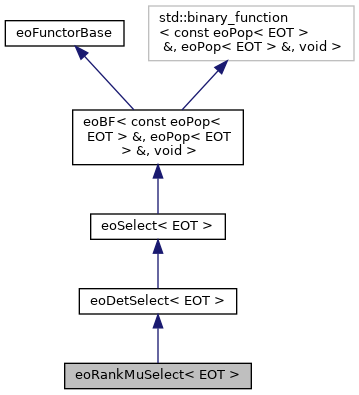 eoFunctorBase
std::binary_function
< const eoPop< EOT >
&, eoPop< EOT > &, void >
eoBF< const eoPop<
EOT > &, eoPop< EOT
> &, void >
eoSelect< EOT >
eoDetSelect< EOT >
eoRankMuSelect< EOT >